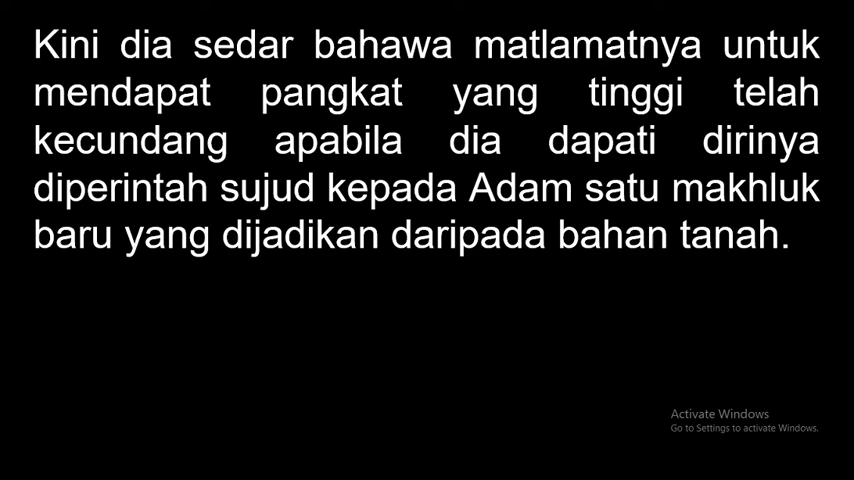 Kini dia sedar bahawa matlamatnya untuk
mendapat pangkat yang tinggi telah
kecundang apabila dia dapati dirinya
diperintah sujud kepada Adam satu makhluk
baru yang dijadikan daripada bahan tanah.
Activate Windows
Go to Settings to activate Windows.